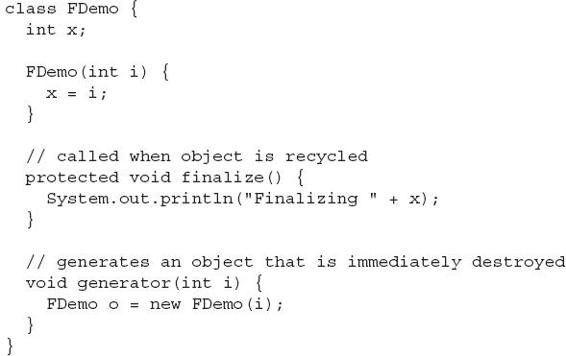 class FDemo {
  int x;

  FDemo(int i) {
    x = i;
  }

  // called when object is recycled
  protected void finalize() {
    System.out.println("Finalizing " + x);
  }

  // generates an object that is immediately destroyed
  void generator(int i) {
    FDemo o = new FDemo(i);
  }
}